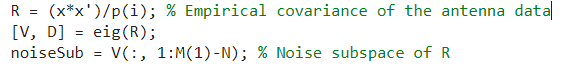 R = (x*x')/p(i); % Empirical covariance of the antenna data
[V, D] = eig(R);
noiseSub = V(:, 1:M(1)-N); % Noise subspace of R